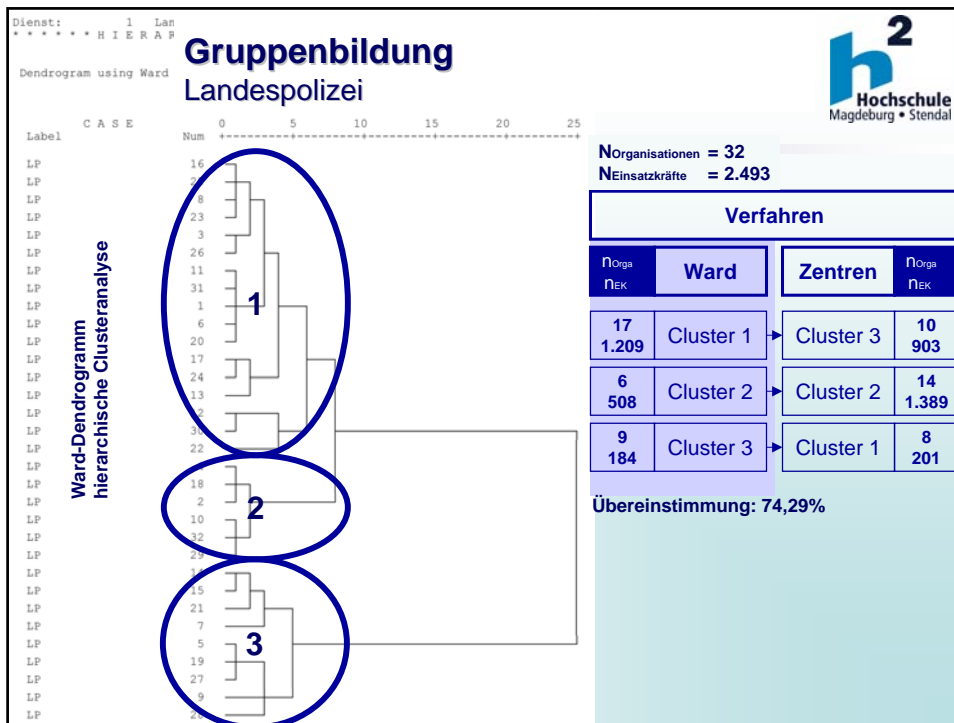 Dienst: 1 Lan
* * * * * * H I E R A R
Gruppenbildung
Landespolizei
h2
Hochschule
Magdeburg • Stendal
Dendrogram using Ward
C A S E 0 5 10 15 20 25
Label Num +---------+---------+---------+---------+---------+
LP 16
LP
LP 8
LP 23
LP 3
LP 26
LP 11
LP 31
LP 1
LP 6
LP 20
LP 17
LP 24
LP 13
LP
LP
LP 22
LP
LP 18
LP 2
LP 10
LP 32
LP 29
LP 14
LP 15
LP 21
LP 7
LP 5
LP 19
LP 27
LP 9
LP
Ward-Dendrogramm
hierarchische Clusteranalyse
1
2
3
NOrganisationen = 32
NEinsatzkräfte = 2.493
Verfahren
nOrga nEK Ward Zentren nOrga nEK
17 1.209 Cluster 1 Cluster 3 10 903
6 508 Cluster 2 Cluster 2 14 1.389
9 184 Cluster 3 Cluster 1 8 201
Übereinstimmung: 74,29%